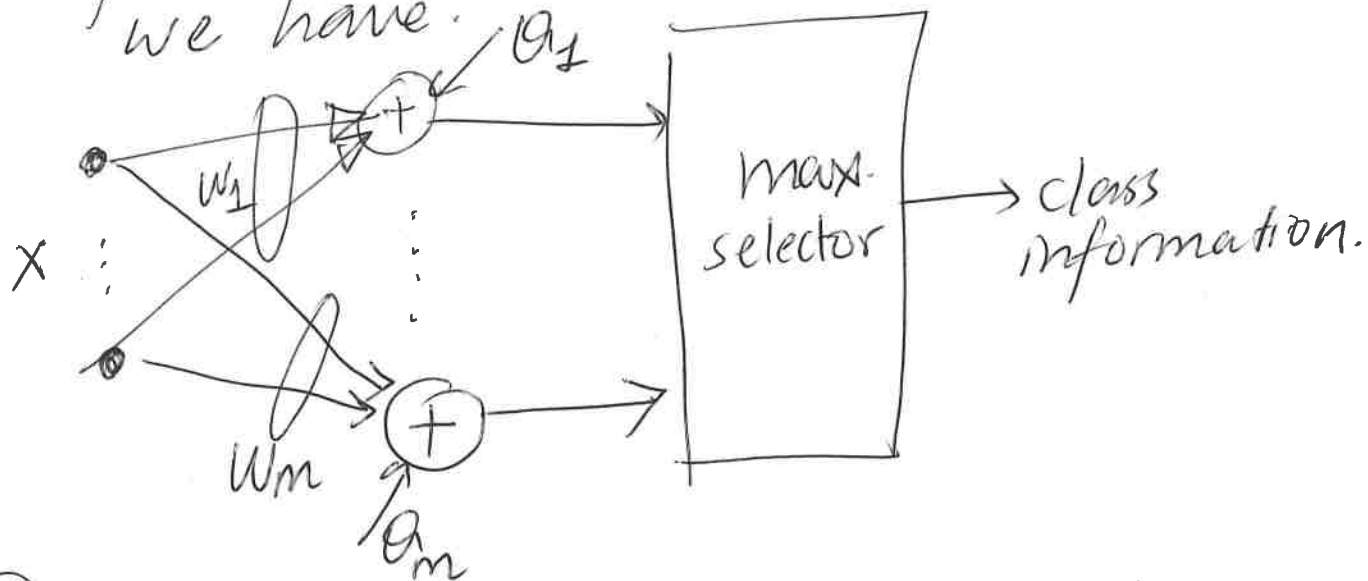 we have.
θ1
+
W1
X
max.
selector
class
information.
+
Wm
θm